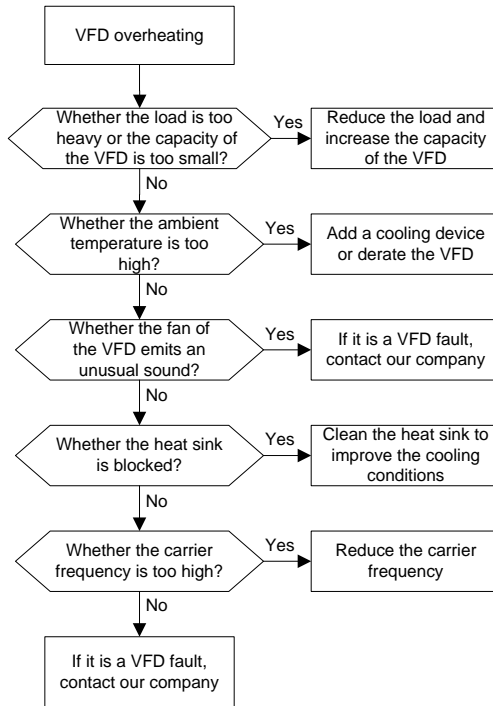 VFD overheating
Whether the load is too
heavy or the capacity of
the VFD is too small?
Yes
Reduce the load and
increase the capacity
of the VFD
No
Whether the ambient
temperature is too
high?
Yes
Add a cooling device
or derate the VFD
No
Whether the fan of
the VFD emits an
unusual sound?
Yes
If it is a VFD fault,
contact our company
No
Whether the heat sink
is blocked?
Yes
Clean the heat sink to
improve the cooling
conditions
No
Whether the carrier
frequency is too high?
Yes
Reduce the carrier
frequency
No
If it is a VFD fault,
contact our company